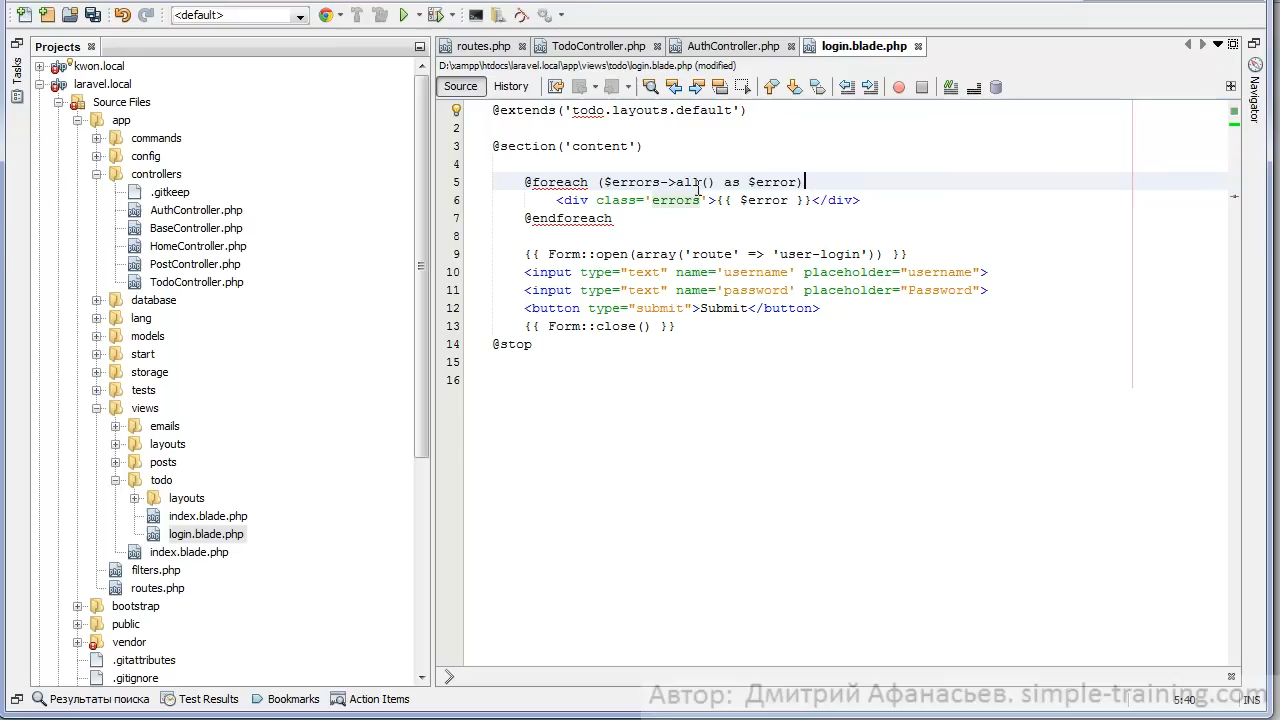 <default>
Projects
routes.php
TodoController.php
AuthController.php
login.blade.php
D:\xampp\htdocs\laravel.local\app\views\todo\login.blade.php (modified)
Source
History
Tasks
Navigator
kwon.local
laravel.local
Source Files
app
commands
config
controllers
.gitkeep
AuthController.php
BaseController.php
HomeController.php
PostController.php
TodoController.php
database
lang
models
start
storage
tests
views
emails
layouts
posts
todo
layouts
index.blade.php
login.blade.php
index.blade.php
filters.php
routes.php
bootstrap
public
vendor
.gitattributes
.gitignore
@extends('todo.layouts.default')
2
3 @section('content')
4
5 @foreach ($errors->all() as $error)
6 <div class='errors'>{{ $error }}</div>
7 @endforeach
8
9 {{ Form::open(array('route' => 'user-login')) }}
10 <input type="text" name='username' placeholder="username">
11 <input type="text" name='password' placeholder="Password">
12 <button type="submit">Submit</button>
13 {{ Form::close() }}
14 @stop
15
16
Результаты поиска
Test Results
Bookmarks
Action Items
5:40
INS
Автор: Дмитрий Афанасьев. simple-training.com